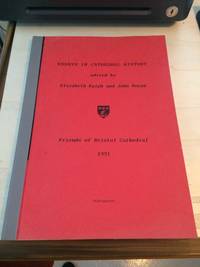 ESSAYS IN CATHEDRAL HISTORY
edited by
Elizabeth Ralph and John Rogan
Friends of Bristol Cathedral
1991